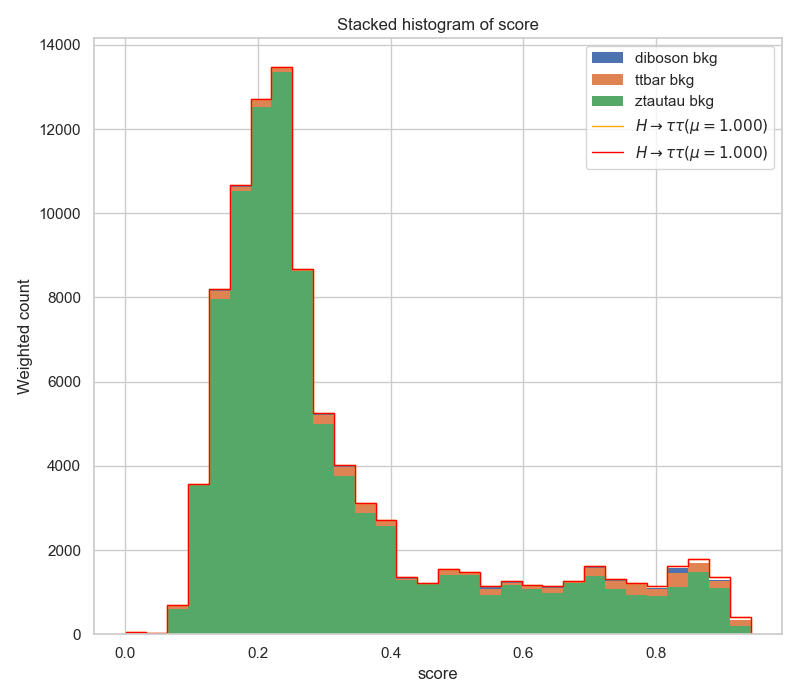 Stacked histogram of score
diboson bkg
ttbar bkg
ztautau bkg
H → ττ(μ = 1.000)
H → ττ(μ = 1.000)
Weighted count
14000
12000
10000
8000
6000
4000
2000
0
0.0 0.2 0.4 0.6 0.8
score